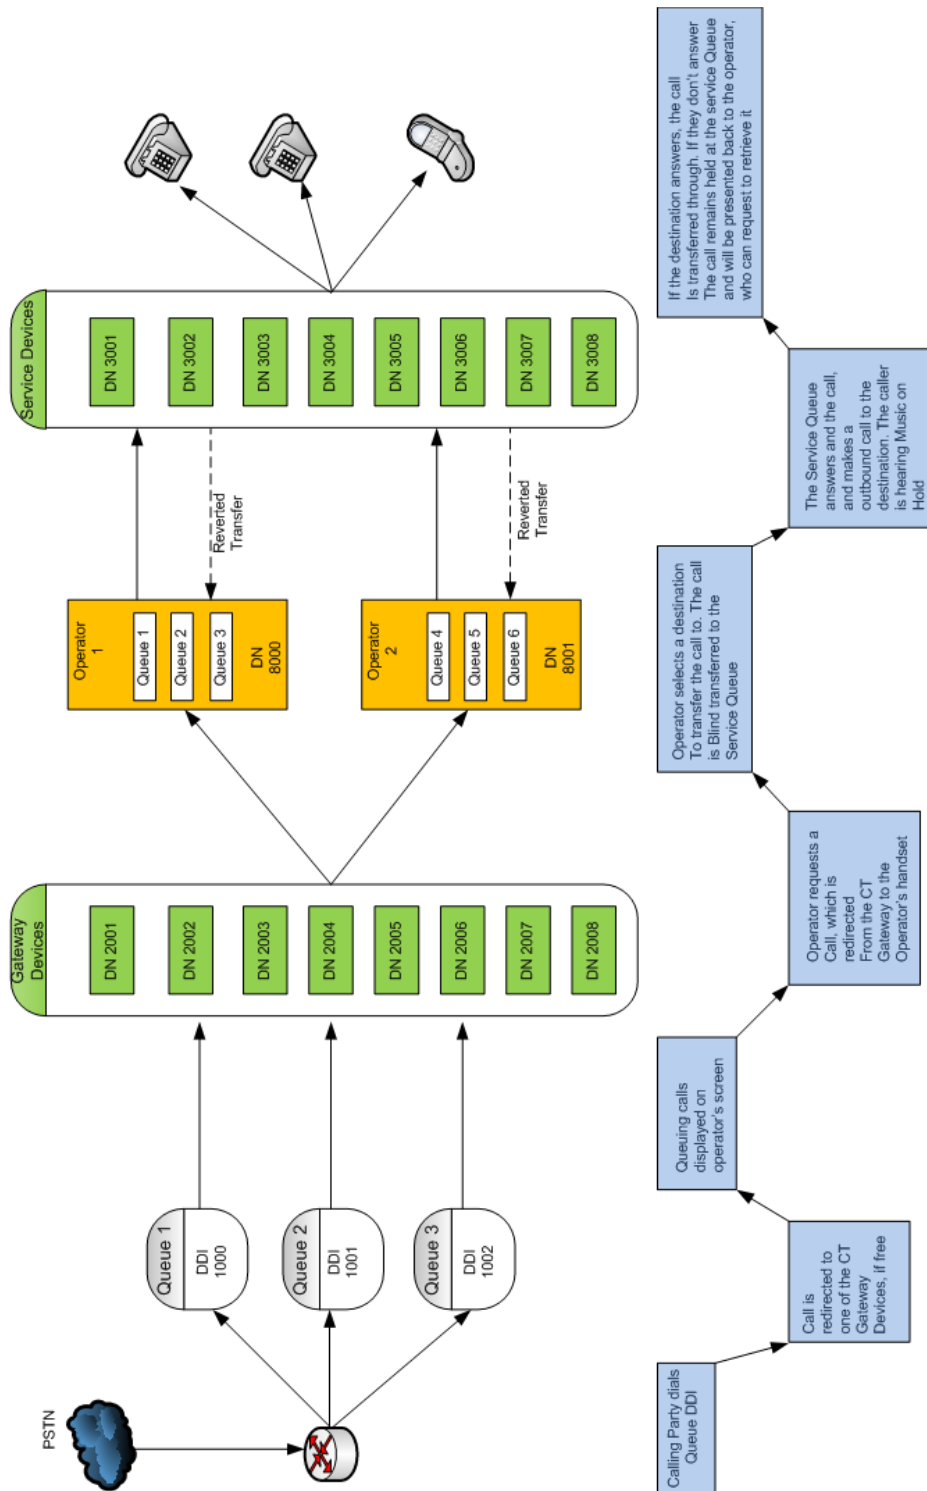 PSTN
Queue 1
DDI
1000
Queue 2
DDI
1001
Queue 3
DDI
1002
Gateway
Devices
DN 2001
DN 2002
DN 2003
DN 2004
DN 2005
DN 2006
DN 2007
DN 2008
Operator
1
Queue 1
Queue 2
Queue 3
DN
8000
Operator
2
Queue 4
Queue 5
Queue 6
DN
8001
Reverted
Transfer
Reverted
Transfer
Service Devices
DN 3001
DN 3002
DN 3003
DN 3004
DN 3005
DN 3006
DN 3007
DN 3008
Calling Party dials
Queue DDI
Call is
redirected to
one of the CT
Gateway
Devices, if free
Queuing calls
displayed on
operator's screen
Operator requests a
Call, which is
redirected
From the CT
Gateway to the
Operator's handset
Operator selects a destination
To transfer the call to. The call
is Blind transferred to the
Service Queue
The Service Queue
answers and the call,
and makes a
outbound call to the
destination. The caller
is hearing Music on
Hold
If the destination answers, the call
Is transferred through. If they don't answer
The call remains held at the service Queue
and will be presented back to the operator,
who can request to retrieve it